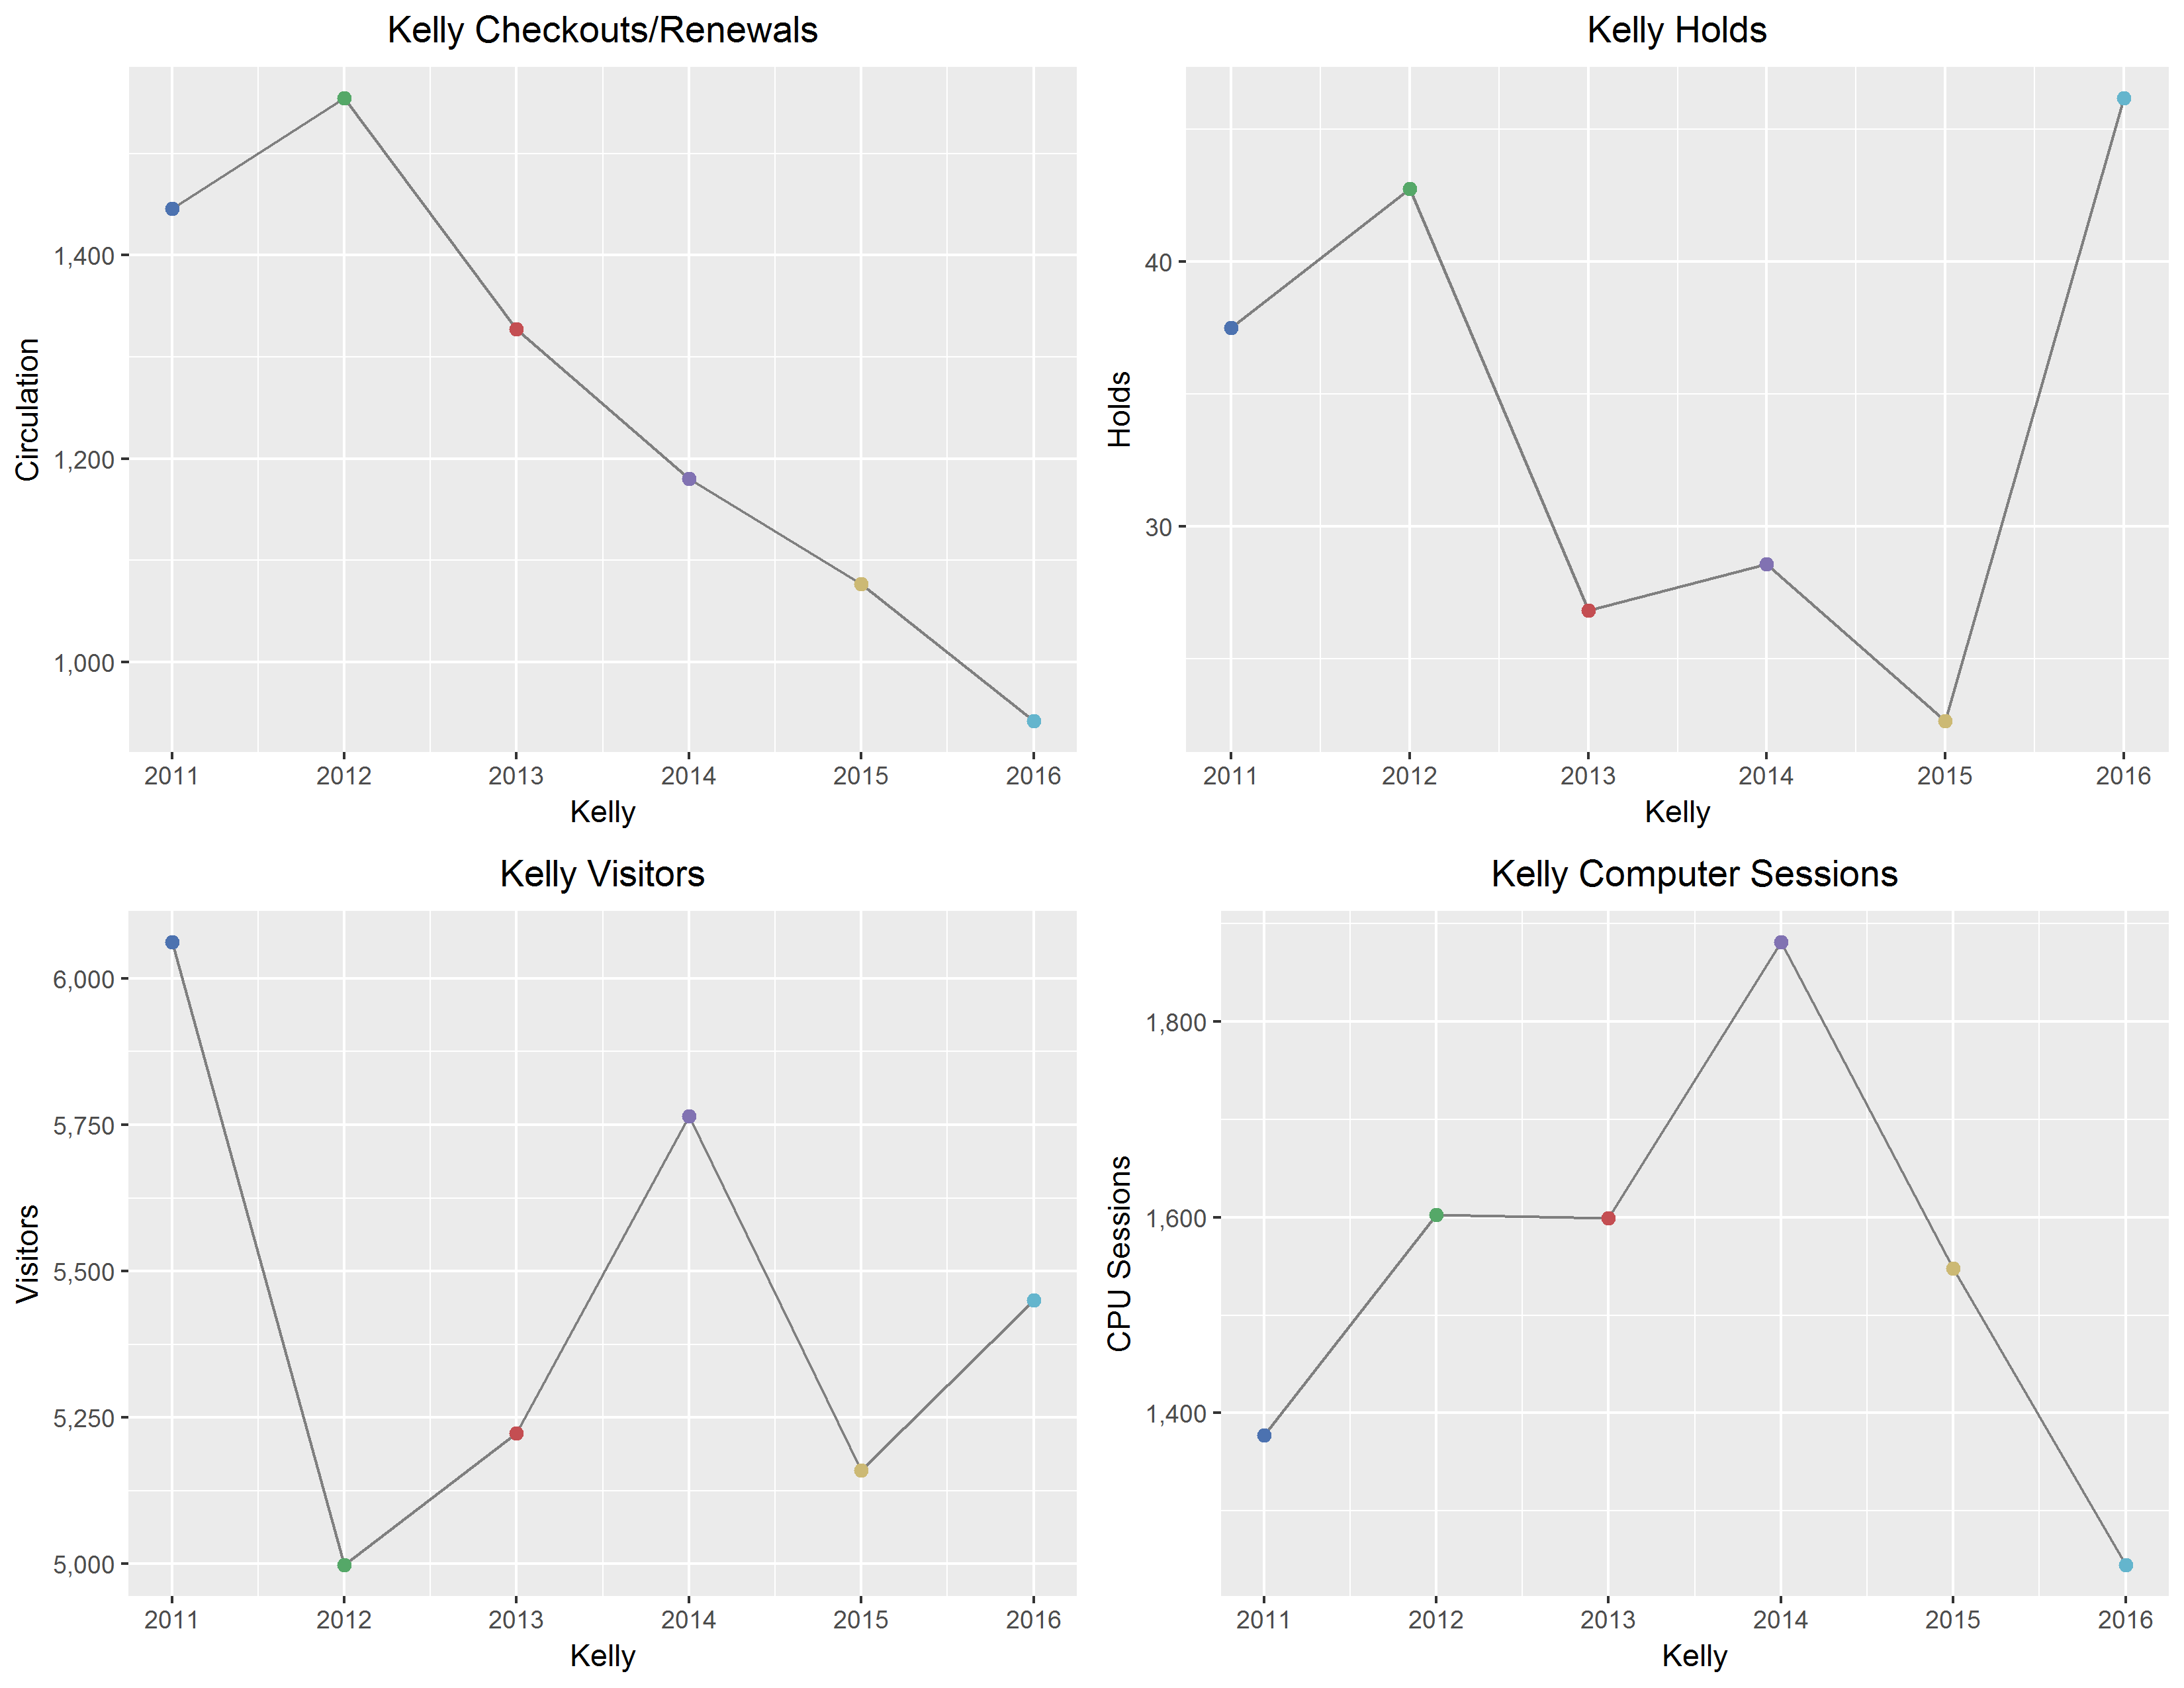 Kelly Checkouts/Renewals
Circulation
1,400
1,200
1,000
2011 2012 2013 2014 2015 2016
Kelly
Kelly Holds
Holds
40
30
2011 2012 2013 2014 2015 2016
Kelly
Kelly Visitors
Visitors
6,000
5,750
5,500
5,250
5,000
2011 2012 2013 2014 2015 2016
Kelly
Kelly Computer Sessions
CPU Sessions
1,800
1,600
1,400
2011 2012 2013 2014 2015 2016
Kelly